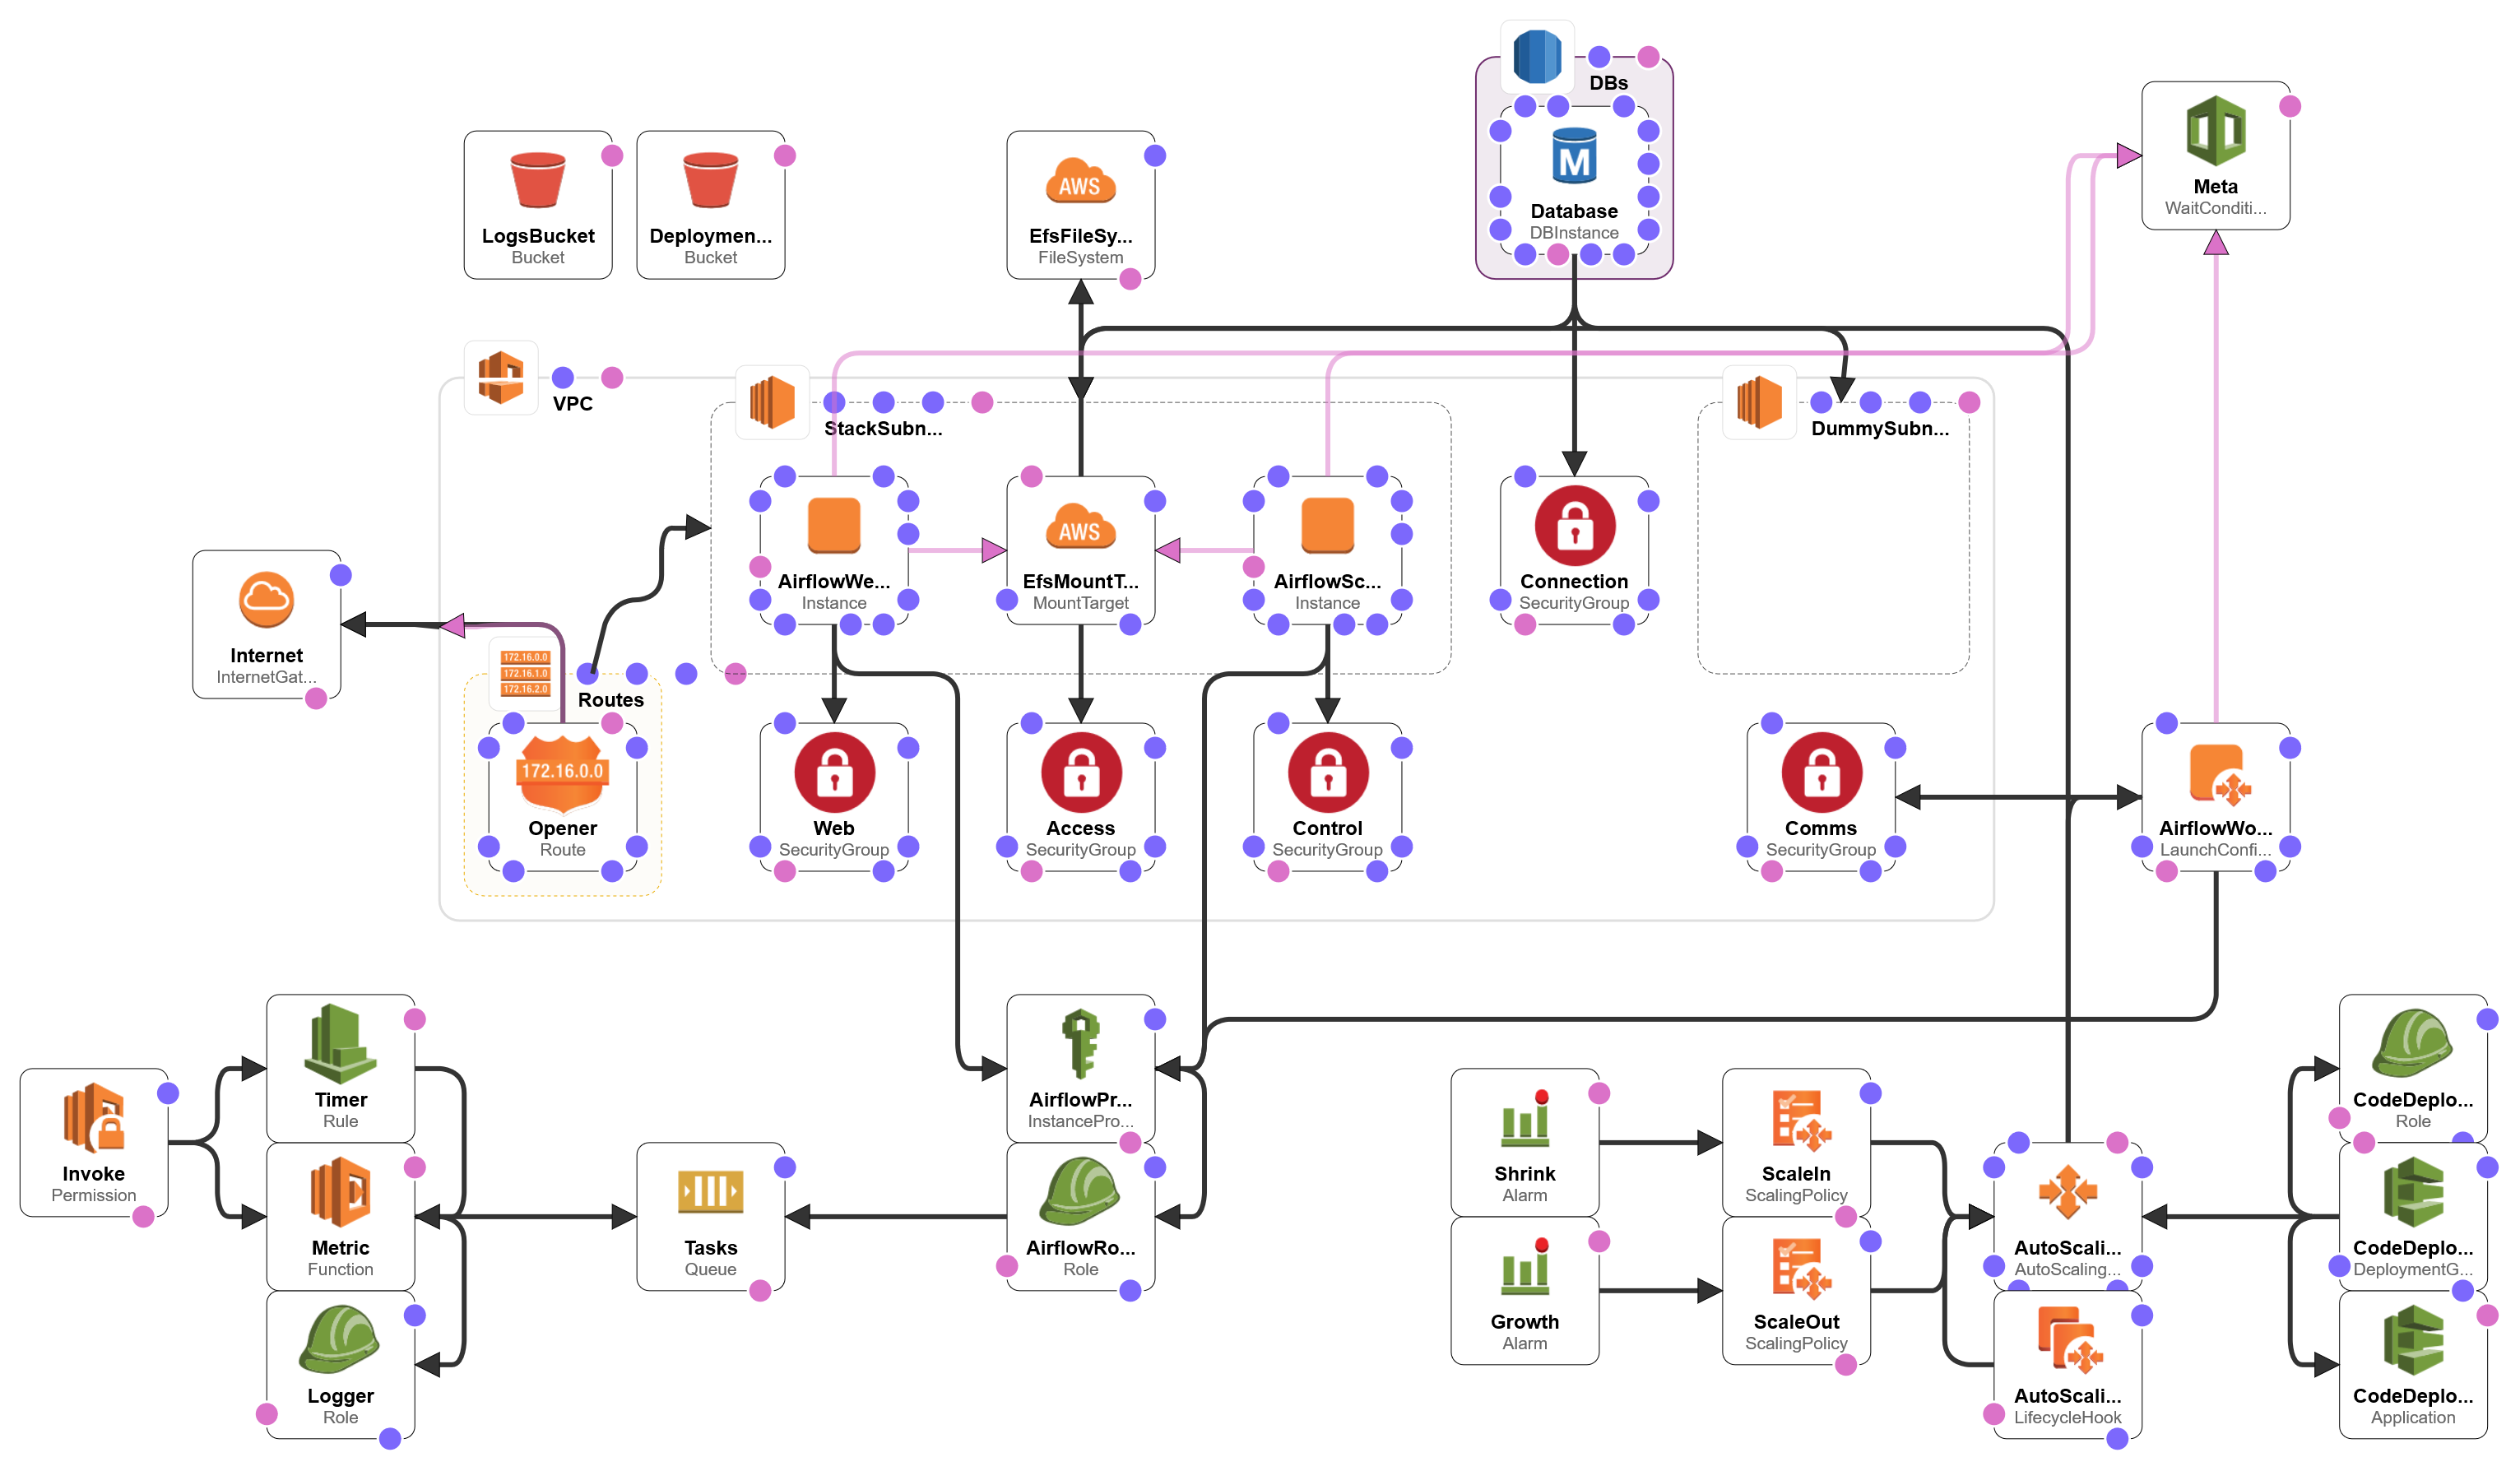 DBs
M
Database
DBInstance
Meta
WaitConditi...
LogsBucket
Bucket
Deploymen...
Bucket
AWS
EfsFileSy...
FileSystem
VPC
StackSubn...
DummySubn...
AirflowWe...
Instance
AWS
EfsMountT...
MountTarget
AirflowSc...
Instance
Connection
SecurityGroup
Internet
InternetGat...
172.16.0.0
172.16.1.0
172.16.2.0
Routes
172.16.0.0
Opener
Route
Web
SecurityGroup
Access
SecurityGroup
Control
SecurityGroup
Comms
SecurityGroup
AirflowWo...
LaunchConfi...
Timer
Rule
AirflowPr...
InstancePro...
CodeDeplo...
Role
Invoke
Permission
Shrink
Alarm
ScaleIn
ScalingPolicy
Metric
Function
Tasks
Queue
AirflowRo...
Role
AutoScali...
AutoScaling...
CodeDeplo...
DeploymentG...
Growth
Alarm
ScaleOut
ScalingPolicy
Logger
Role
AutoScali...
LifecycleHook
CodeDeplo...
Application